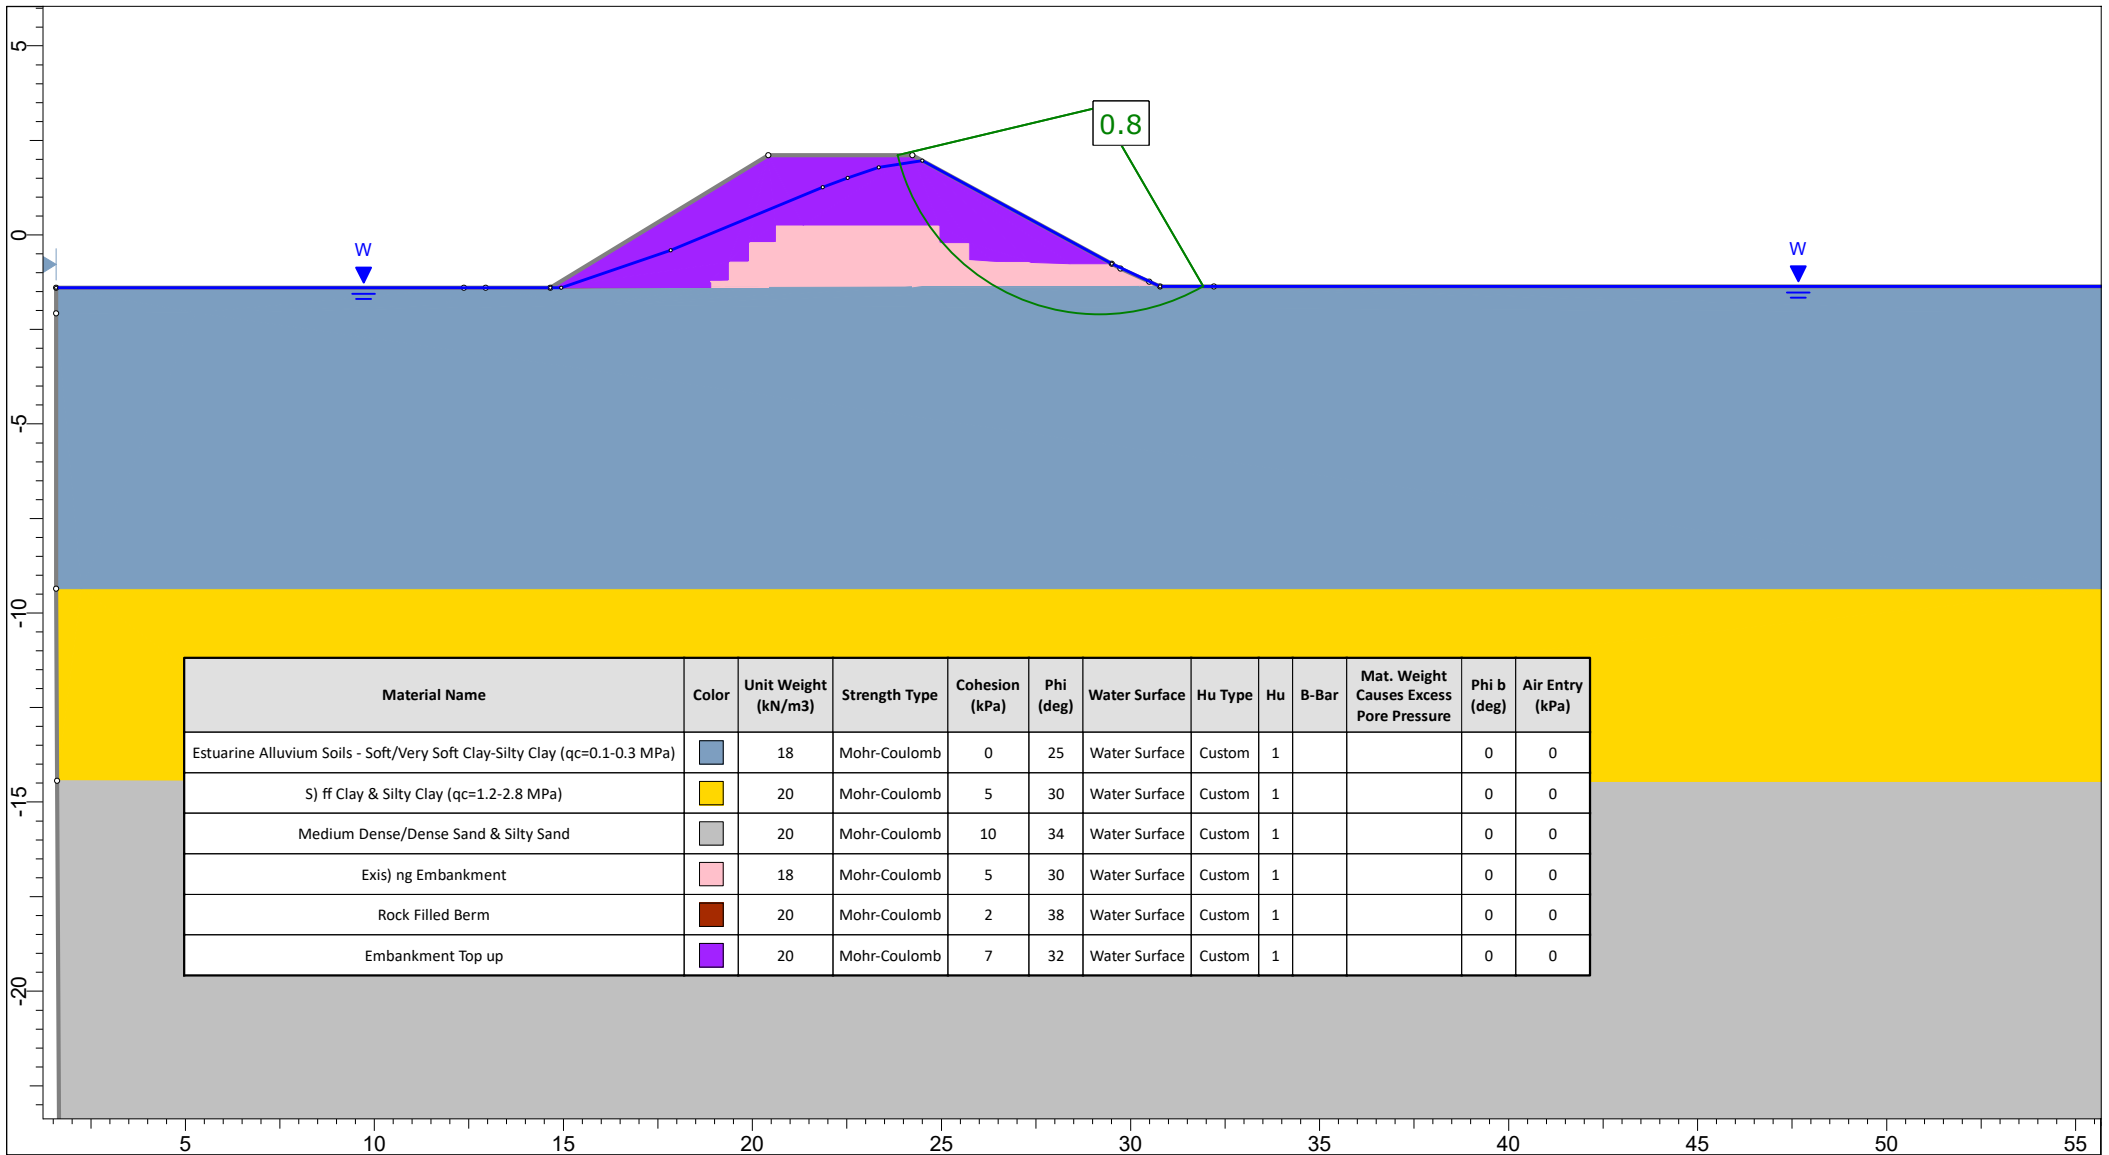 5
0
-5
-10
-15
-20
0.8
W
W
Material Name Color Unit Weight (kN/m3) Strength Type Cohesion (kPa) Phi (deg) Water Surface Hu Type Hu B-Bar Mat. Weight Causes Excess Pore Pressure Phi b (deg) Air Entry (kPa)
Estuarine Alluvium Soils - Soft/Very Soft Clay-Silty Clay (qc=0.1-0.3 MPa) 18 Mohr-Coulomb 0 25 Water Surface Custom 1 0 0
S) ff Clay & Silty Clay (qc=1.2-2.8 MPa) 20 Mohr-Coulomb 5 30 Water Surface Custom 1 0 0
Medium Dense/Dense Sand & Silty Sand 20 Mohr-Coulomb 10 34 Water Surface Custom 1 0 0
Exis) ng Embankment 18 Mohr-Coulomb 5 30 Water Surface Custom 1 0 0
Rock Filled Berm 20 Mohr-Coulomb 2 38 Water Surface Custom 1 0 0
Embankment Top up 20 Mohr-Coulomb 7 32 Water Surface Custom 1 0 0
5 10 15 20 25 30 35 40 45 50 55